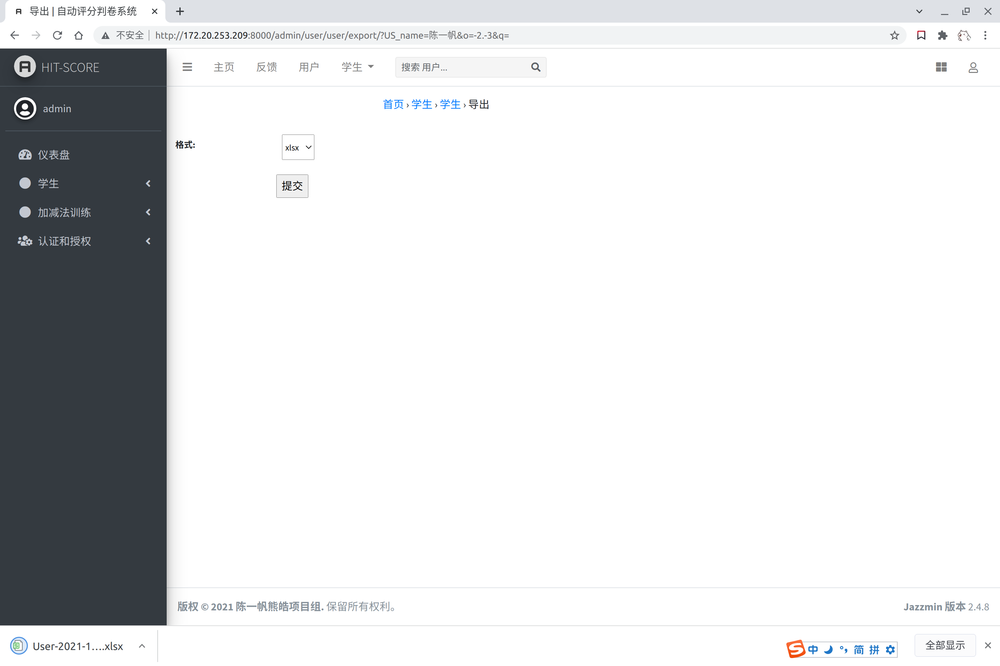 导出 | 自动评分判卷系统
不安全 http://172.20.253.209:8000/admin/user/user/export/?US_name=陈一帆&o=-2.-3&q=
HIT-SCORE
主页 反馈 用户 学生 搜索 用户...
admin
首页 › 学生 › 学生 › 导出
格式: xlsx
提交
仪表盘
学生
加减法训练
认证和授权
版权 © 2021 陈一帆熊皓项目组. 保留所有权利。
Jazzmin 版本 2.4.8
User-2021-1....xlsx
中 简 拼
全部显示